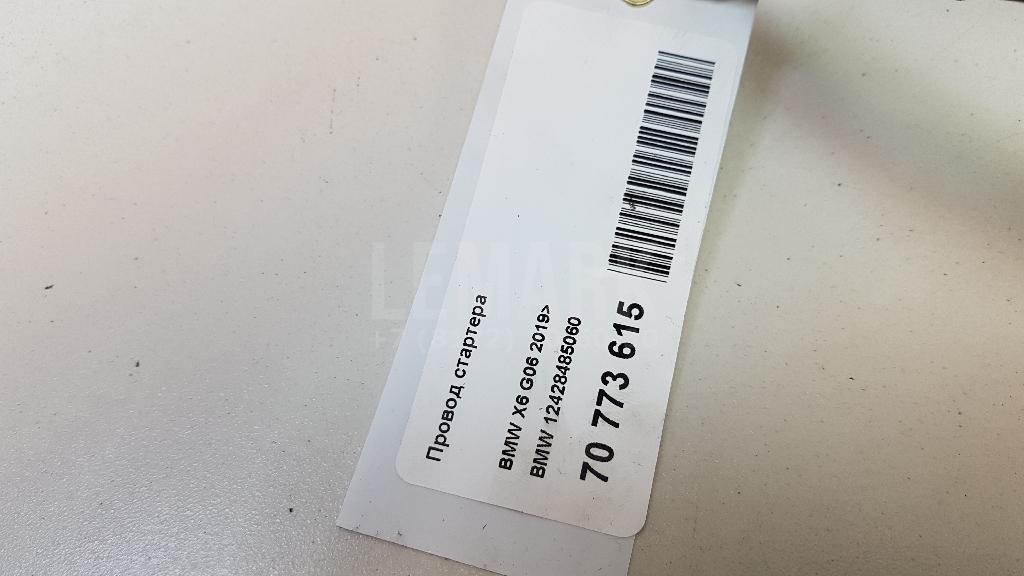 Провод стартера
BMW X6 G06 2019>
BMW 12428485060
70 773 615